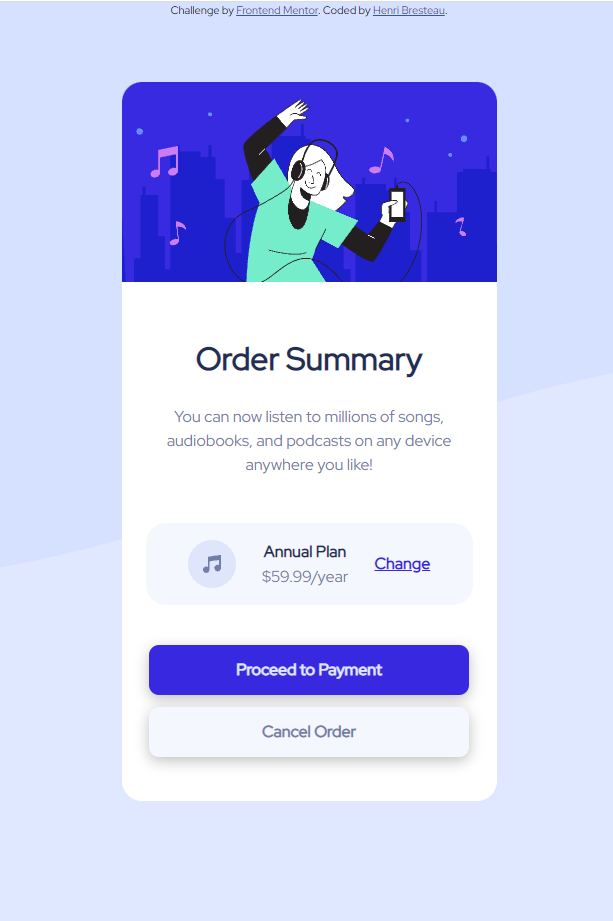 Challenge by Frontend Mentor. Coded by Henri Bresteau.
Order Summary
You can now listen to millions of songs,
audiobooks, and podcasts on any device
anywhere you like!
Annual Plan
$59.99/year
Change
Proceed to Payment
Cancel Order